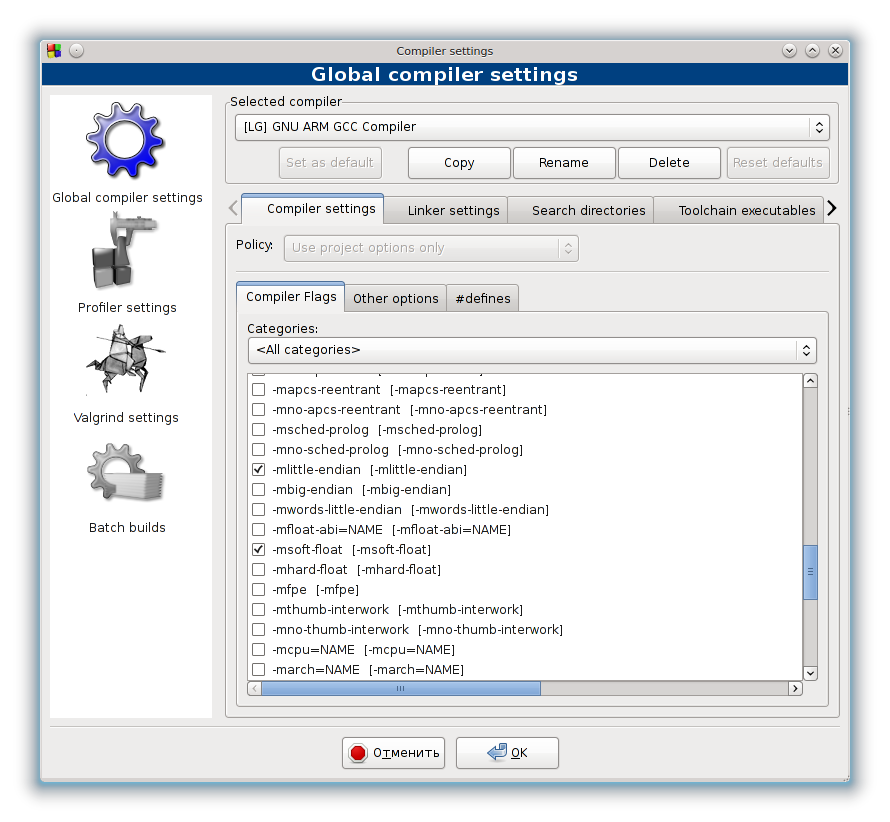 Compiler settings
Global compiler settings
Global compiler settings
Profiler settings
Valgrind settings
Batch builds
Selected compiler
[LG] GNU ARM GCC Compiler
Set as default Copy Rename Delete Reset defaults
Compiler settings Linker settings Search directories Toolchain executables
Policy: Use project options only
Compiler Flags Other options #defines
Categories:
<All categories>
-mapcs-reentrant [-mapcs-reentrant]
-mno-apcs-reentrant [-mno-apcs-reentrant]
-msched-prolog [-msched-prolog]
-mno-sched-prolog [-mno-sched-prolog]
-mlittle-endian [-mlittle-endian]
-mbig-endian [-mbig-endian]
-mwords-little-endian [-mwords-little-endian]
-mfloat-abi=NAME [-mfloat-abi=NAME]
-msoft-float [-msoft-float]
-mhard-float [-mhard-float]
-mfpe [-mfpe]
-mthumb-interwork [-mthumb-interwork]
-mno-thumb-interwork [-mno-thumb-interwork]
-mcpu=NAME [-mcpu=NAME]
-march=NAME [-march=NAME]
Отменить OK